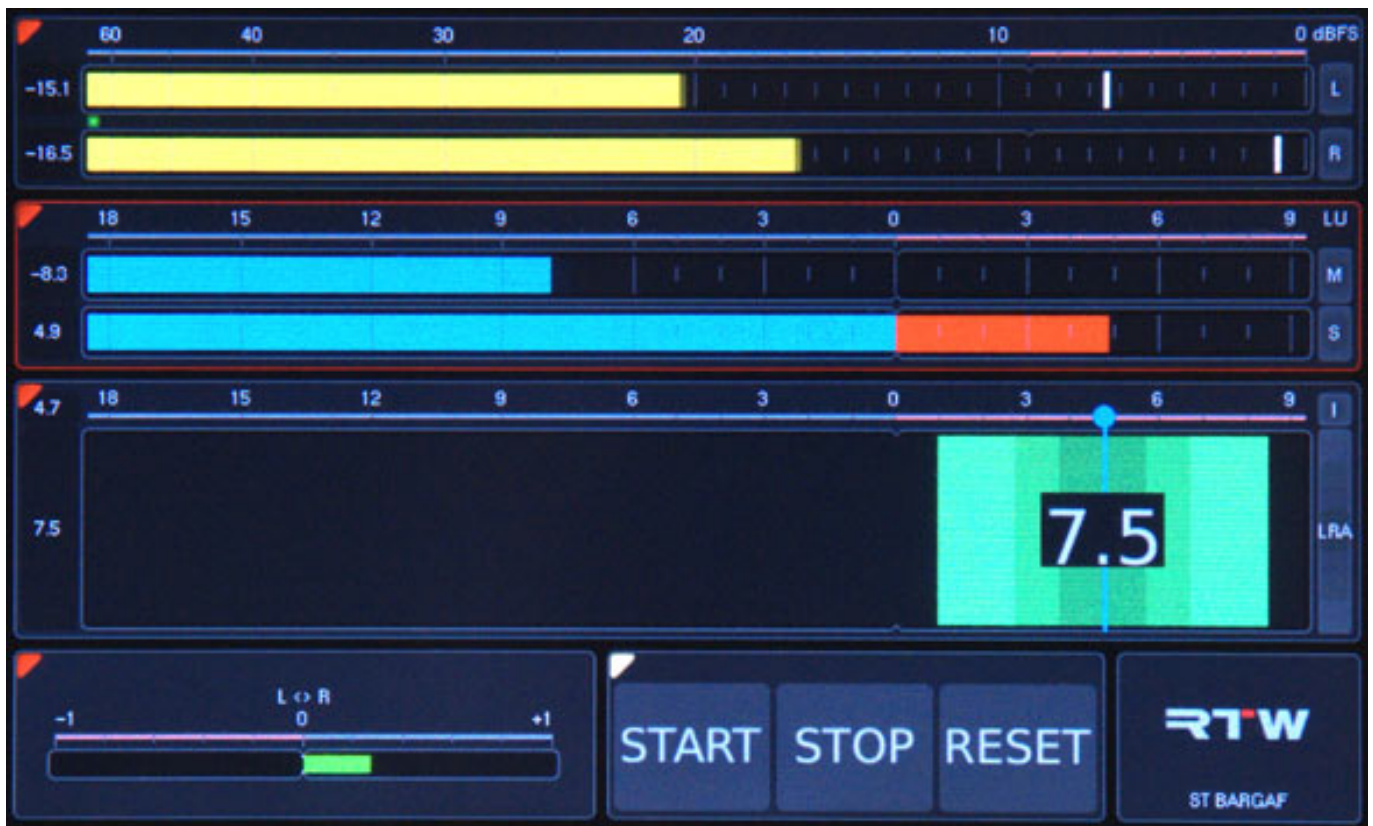 60 40 30 20 10 0 dBFS
-15.1 L
-16.5 R
18 15 12 9 6 3 0 3 6 9 LU
-8.3 M
4.9 S
4.7 18 15 12 9 6 3 0 3 6 9 I
7.5 7.5 LRA
L <> R
-1 0 +1
START STOP RESET
RTW
ST BARGAF